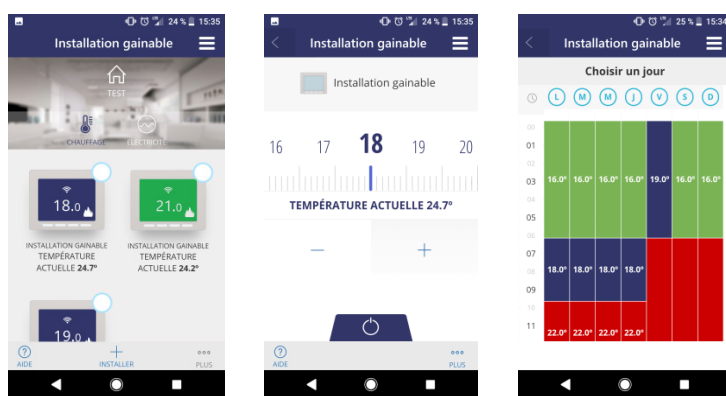 24 % 15:35
Installation gainable
TEST
CHAUFFAGE
ÉLECTRICITÉ
18.0
21.0
INSTALLATION GAINABLE
TEMPÉRATURE
ACTUELLE 24.7°
INSTALLATION GAINABLE
TEMPÉRATURE
ACTUELLE 24.2°
19.0
AIDE
INSTALLER
PLUS
24 % 15:35
Installation gainable
Installation gainable
16 17 18 19 20
TEMPÉRATURE ACTUELLE 24.7°
− +
AIDE
PLUS
25 % 15:34
Installation gainable
Choisir un jour
L M M J V S D
00
01
02
03 16.0° 16.0° 16.0° 16.0° 19.0° 16.0° 16.0°
04
05
06
07
08 18.0° 18.0° 18.0° 18.0°
09
10
11 22.0° 22.0° 22.0° 22.0°